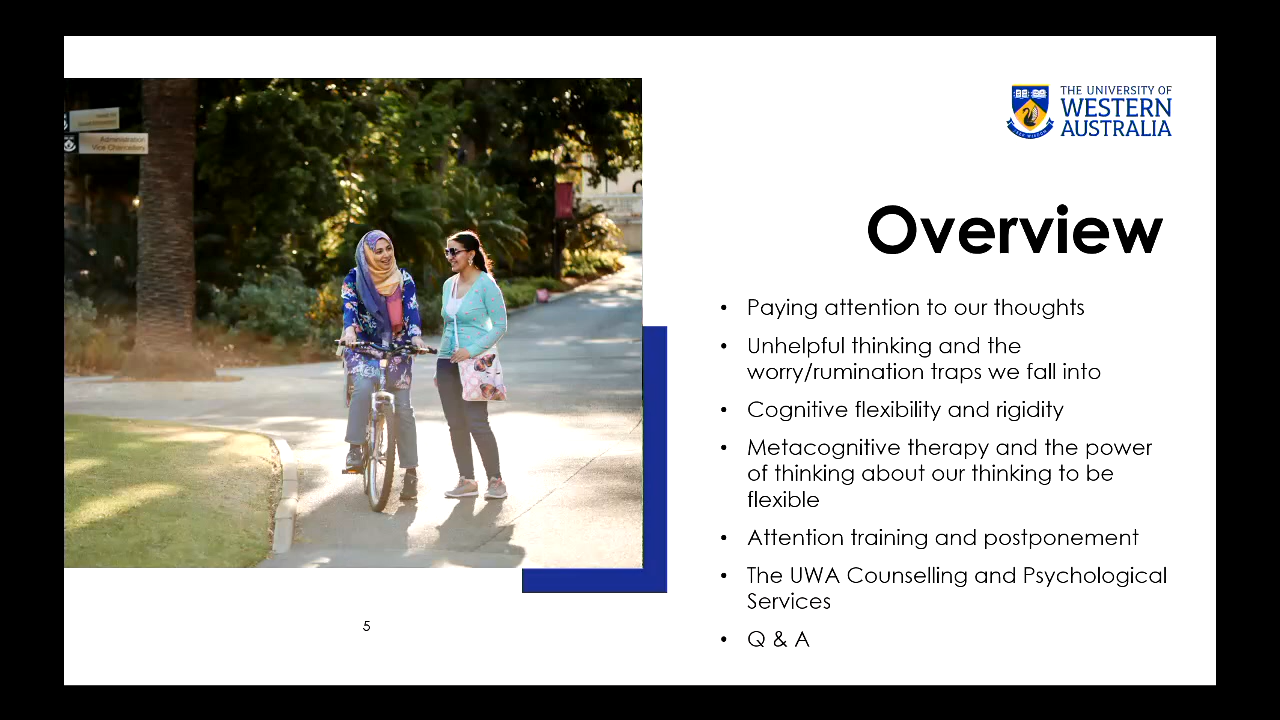 Administration
Vice Chancellery
THE UNIVERSITY OF
WESTERN
AUSTRALIA
Overview
• Paying attention to our thoughts
• Unhelpful thinking and the
worry/rumination traps we fall into
• Cognitive flexibility and rigidity
• Metacognitive therapy and the power
of thinking about our thinking to be
flexible
• Attention training and postponement
• The UWA Counselling and Psychological
Services
• Q & A
5